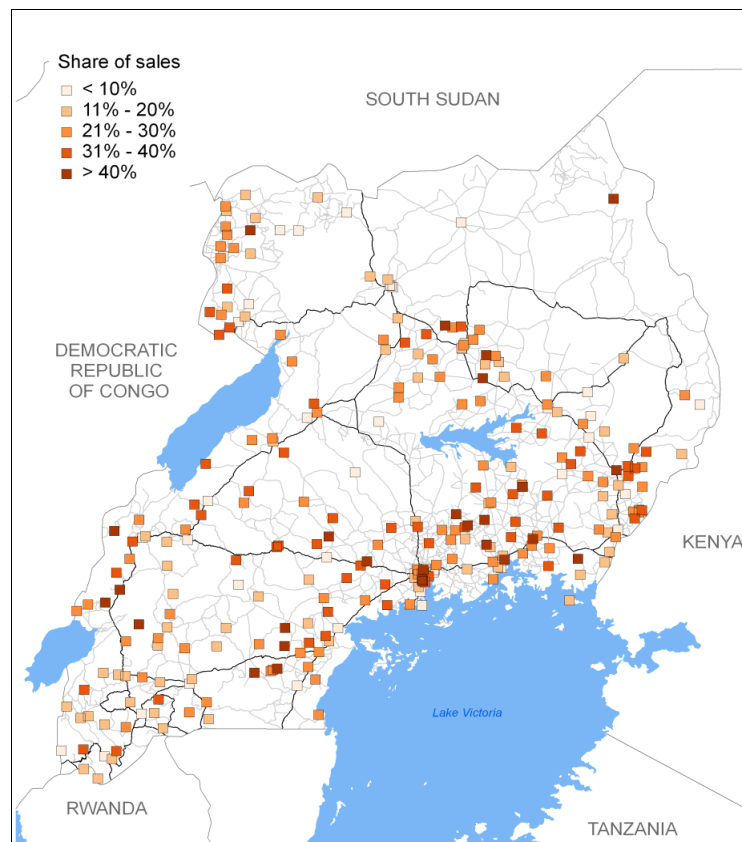 Share of sales
< 10%
11% - 20%
21% - 30%
31% - 40%
> 40%
SOUTH SUDAN
DEMOCRATIC
REPUBLIC
OF CONGO
KENYA
Lake Victoria
RWANDA
TANZANIA